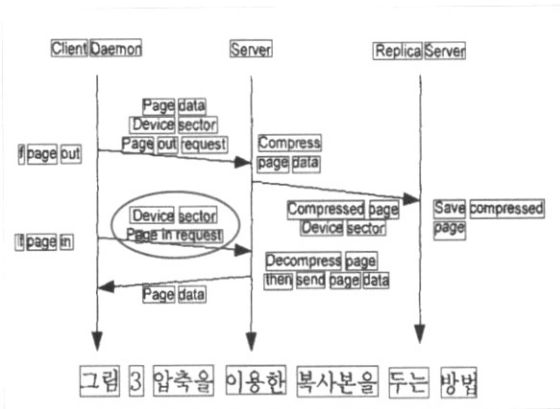 Client Daemon
Server
Replica Server
Page data
Device sector
Page out request
Compress
page data
If page out
Compressed page
Device sector
Save compressed
page
Device sector
Page in request
If page in
Decompress page
then send page data
Page data
그림 3 압축을 이용한 복사본을 두는 방법